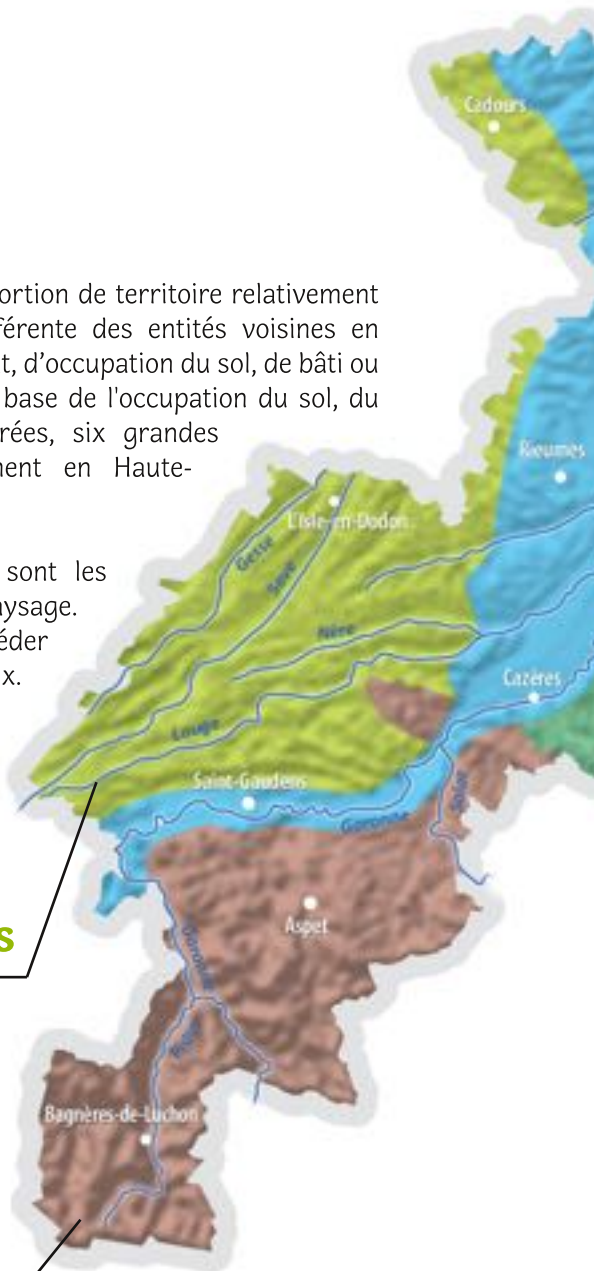 Cadours
ortion de territoire relativement
férente des entités voisines en
t, d'occupation du sol, de bâti ou
base de l'occupation du sol, du
rées, six grandes
ment en Haute-
Rieumes
L'Isle-en-Dodon
Gesse
Save
sont les
aysage.
éder
x.
Nère
Cazères
Louge
Saint-Gaudens
Garonne
Salat
Aspet
s
Garonne
Pique
Bagnères-de-Luchon